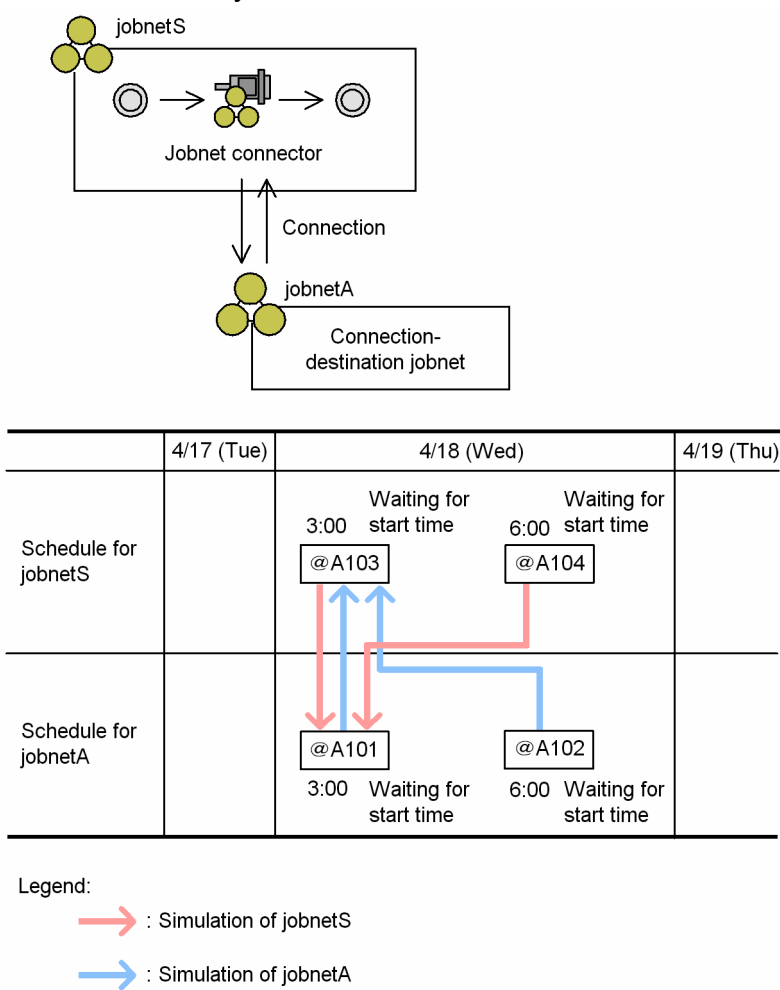 jobnetS
Jobnet connector
Connection
jobnetA
Connection-
destination jobnet
4/17 (Tue)
4/18 (Wed)
4/19 (Thu)
Schedule for
jobnetS
3:00
Waiting for
start time
@A103
6:00
Waiting for
start time
@A104
Schedule for
jobnetA
@A101
3:00
Waiting for
start time
@A102
6:00
Waiting for
start time
Legend:
: Simulation of jobnetS
: Simulation of jobnetA